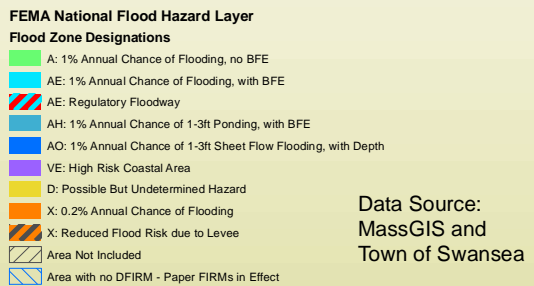 FEMA National Flood Hazard Layer
Flood Zone Designations
A: 1% Annual Chance of Flooding, no BFE
AE: 1% Annual Chance of Flooding, with BFE
AE: Regulatory Floodway
AH: 1% Annual Chance of 1-3ft Ponding, with BFE
AO: 1% Annual Chance of 1-3ft Sheet Flow Flooding, with Depth
VE: High Risk Coastal Area
D: Possible But Undetermined Hazard
X: 0.2% Annual Chance of Flooding
X: Reduced Flood Risk due to Levee
Area Not Included
Area with no DFIRM - Paper FIRMs in Effect
Data Source:
MassGIS and
Town of Swansea